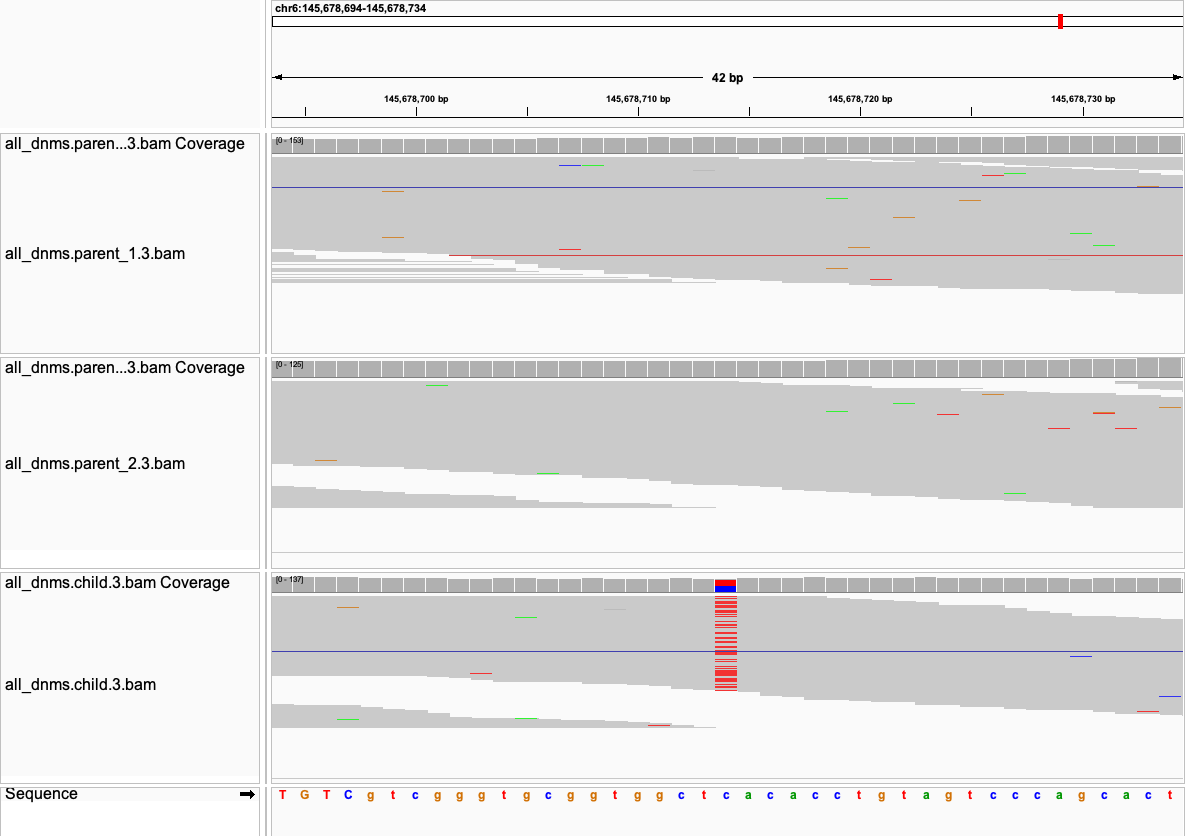 chr6:145,678,694-145,678,734
42 bp
145,678,700 bp 145,678,710 bp 145,678,720 bp 145,678,730 bp
all_dnms.paren...3.bam Coverage
[0 - 153]
all_dnms.parent_1.3.bam
all_dnms.paren...3.bam Coverage
[0 - 125]
all_dnms.parent_2.3.bam
all_dnms.child.3.bam Coverage
[0 - 137]
all_dnms.child.3.bam
Sequence T G T C g t c g g g t g c g g t g g c t c a c a c c t g t a g t c c c a g c a c t